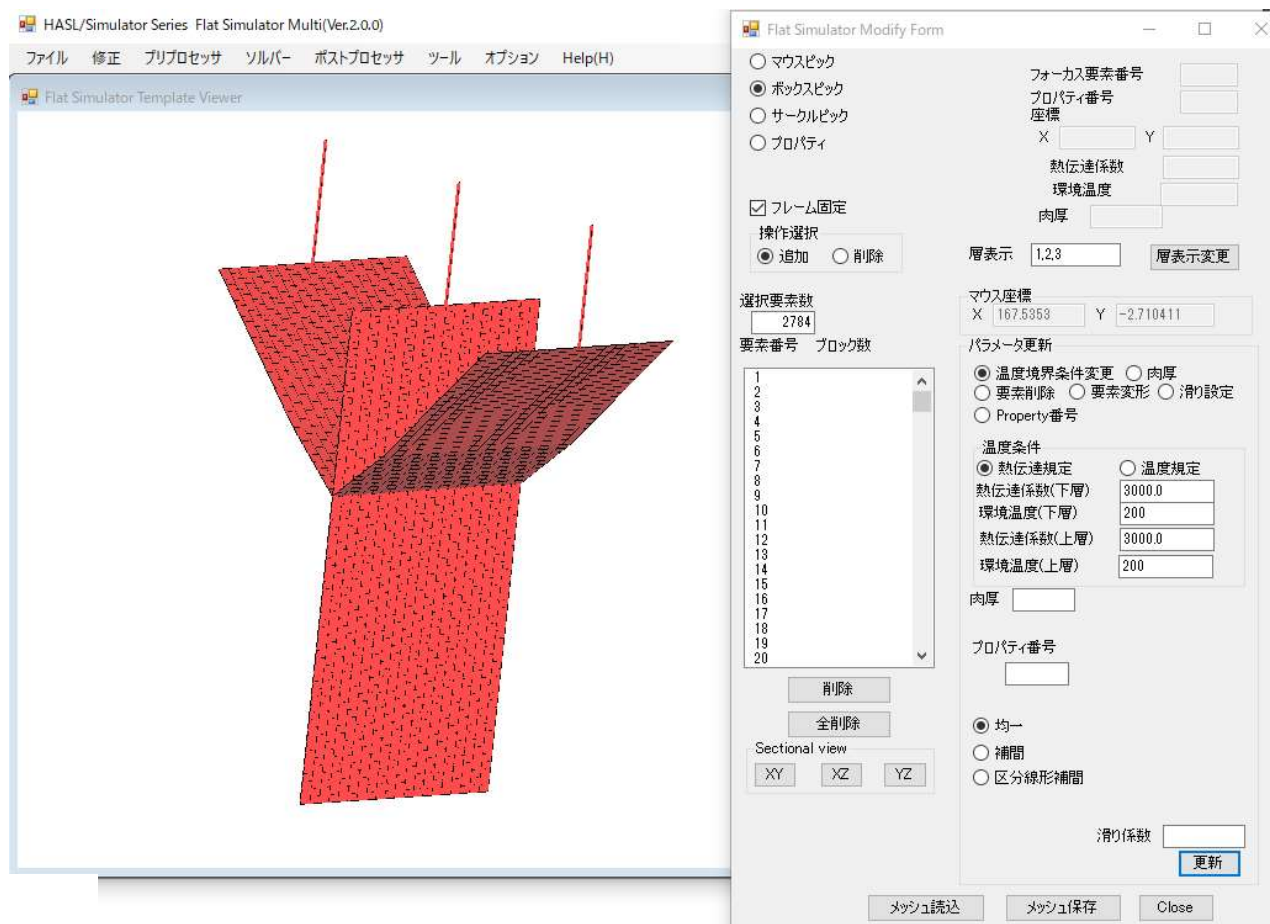 HASL/Simulator Series Flat Simulator Multi(Ver.2.0.0)
ファイル 修正 プリプロセッサ ソルバー ポストプロセッサ ツール オプション Help(H)
Flat Simulator Template Viewer
Flat Simulator Modify Form
マウスピック
ボックスピック
サークルピック
プロパティ
フォーカス要素番号
プロパティ番号
座標
X Y
熱伝達係数
環境温度
肉厚
フレーム固定
操作選択
追加 削除
層表示 1,2,3 層表示変更
選択要素数
2784
要素番号 ブロック数
1
2
3
4
5
6
7
8
9
10
11
12
13
14
15
16
17
18
19
20
削除
全削除
Sectional view
XY XZ YZ
マウス座標
X 167.5353 Y -2.710411
パラメータ更新
温度境界条件変更 肉厚
要素削除 要素変形 滑り設定
Property番号
温度条件
熱伝達規定 温度規定
熱伝達係数(下層) 3000.0
環境温度(下層) 200
熱伝達係数(上層) 3000.0
環境温度(上層) 200
肉厚
プロパティ番号
均一
補間
区分線形補間
滑り係数
更新
メッシュ読込 メッシュ保存 Close